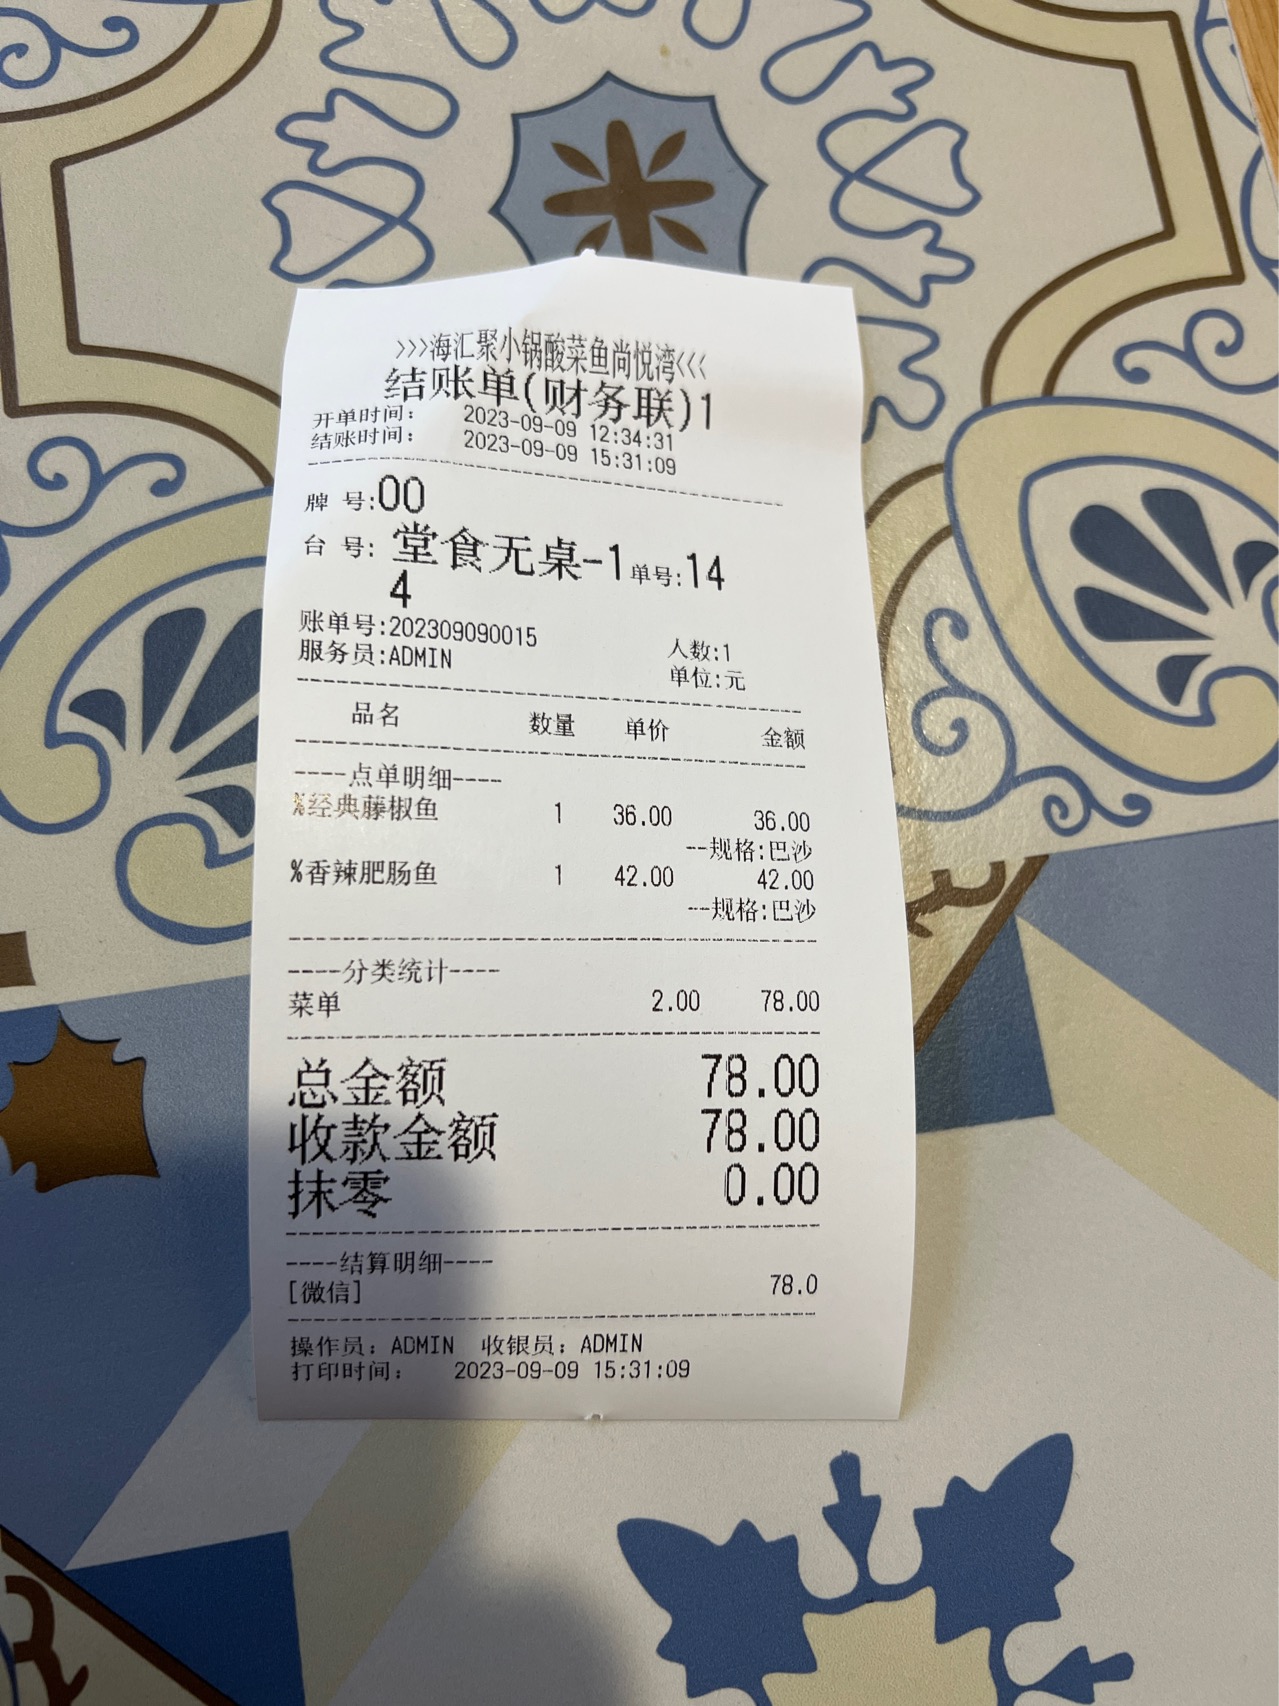 >>>海汇聚小锅酸菜鱼尚悦湾<<<
结账单(财务联)1
开单时间: 2023-09-09 12:34:31
结账时间: 2023-09-09 15:31:09
牌 号:00
台 号: 堂食无桌-1 单号:14
4
账单号:202309090015 人数:1
服务员:ADMIN 单位:元
品名 数量 单价 金额
----点单明细----
%经典藤椒鱼 1 36.00 36.00
--规格:巴沙
%香辣肥肠鱼 1 42.00 42.00
--规格:巴沙
----分类统计----
菜单 2.00 78.00
总金额 78.00
收款金额 78.00
抹零 0.00
----结算明细----
[微信] 78.0
操作员: ADMIN 收银员: ADMIN
打印时间: 2023-09-09 15:31:09